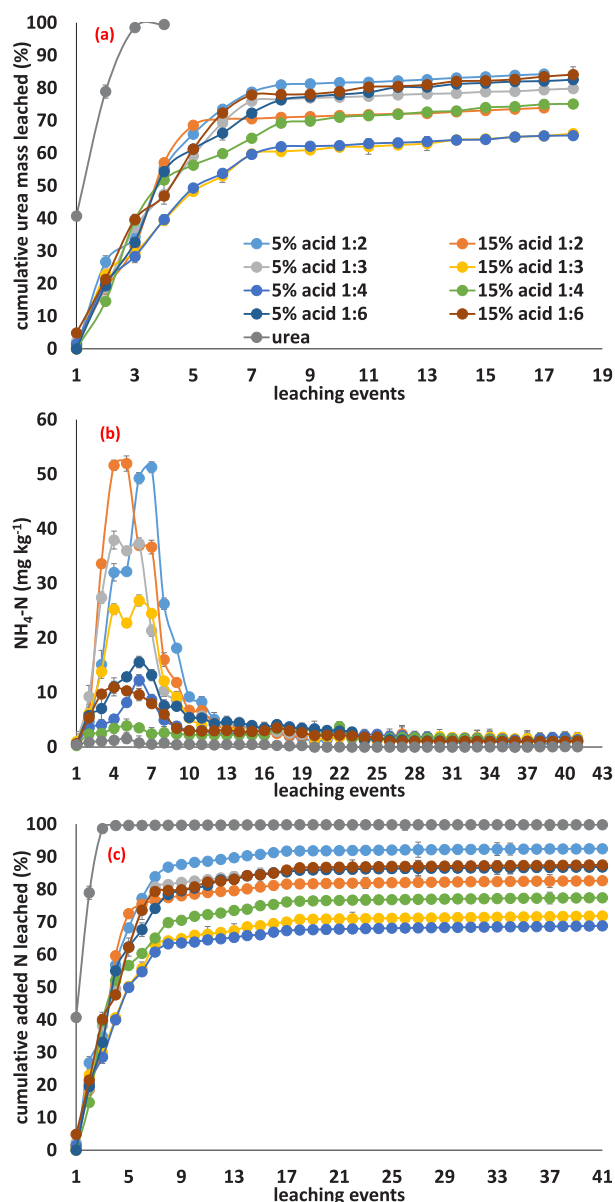 100
(a)
90
80
70
60
50
40
30
20
10
0
cumulative urea mass leached (%)
5% acid 1:2
15% acid 1:2
5% acid 1:3
15% acid 1:3
5% acid 1:4
15% acid 1:4
5% acid 1:6
15% acid 1:6
urea
1 3 5 7 9 11 13 15 17 19
leaching events
60
(b)
50
40
30
20
10
0
NH4-N (mg kg-1)
1 4 7 10 13 16 19 22 25 28 31 34 37 40 43
leaching events
100
(c)
90
80
70
60
50
40
30
20
10
0
cumulative added N leached (%)
1 5 9 13 17 21 25 29 33 37 41
leaching events